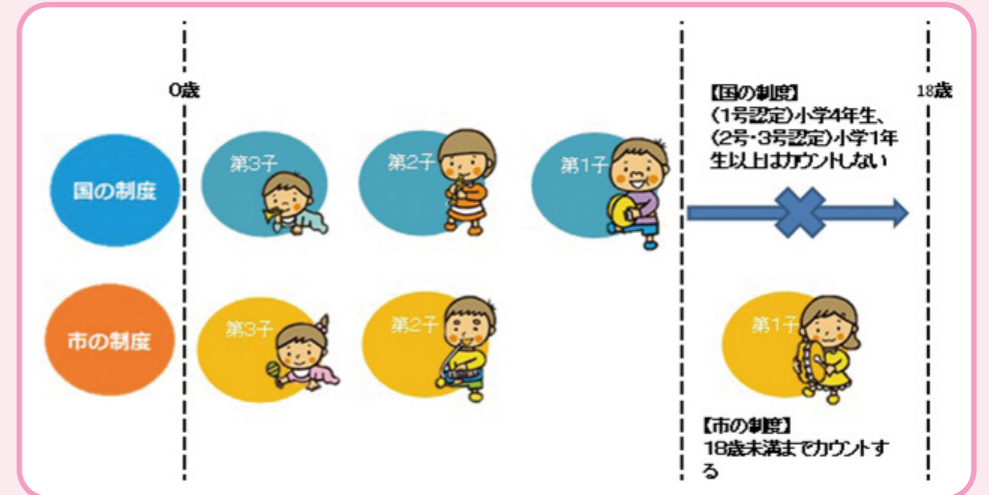 0歳
18歳
【国の制度】
(1号認定)小学4年生、
(2号・3号認定)小学1年
生以上はカウントしない
国の制度
第3子
第2子
第1子
市の制度
第3子
第2子
第1子
【市の制度】
18歳未満までカウントす
る